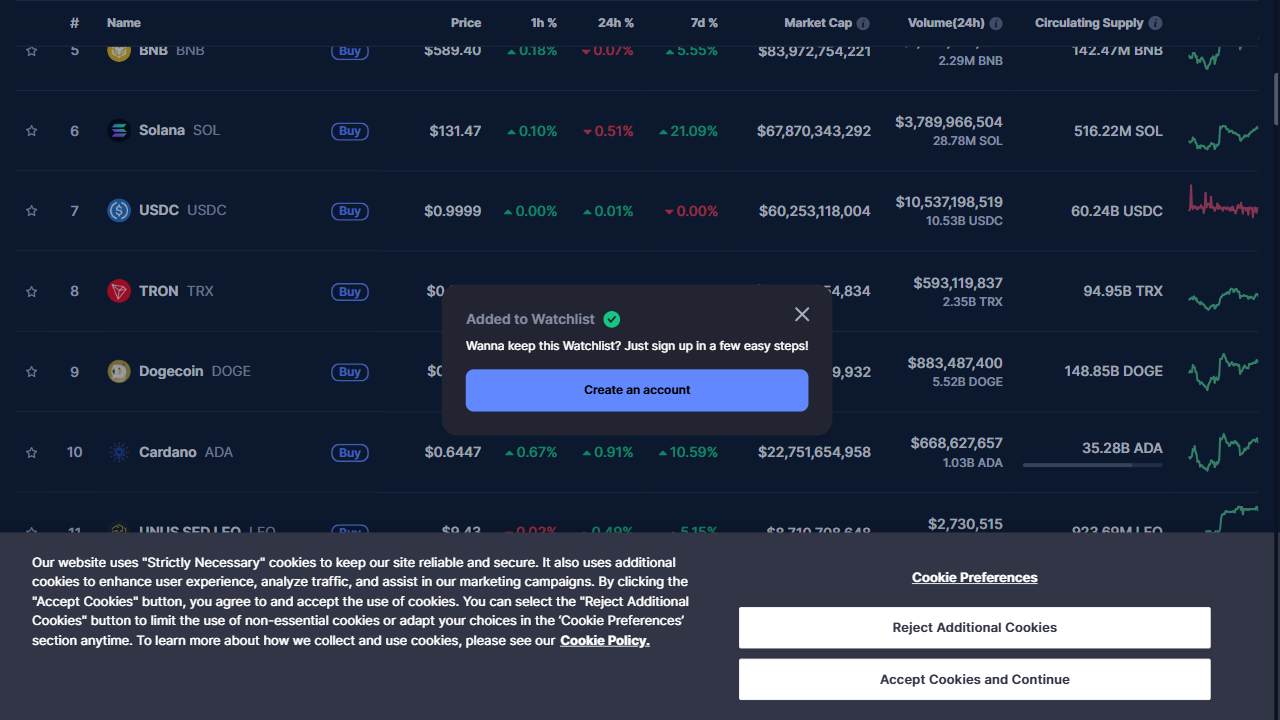 # Name Price 1h % 24h % 7d % Market Cap Volume(24h) Circulating Supply
5 BNB BNB Buy $589.40 0.18% 0.07% 5.55% $83,972,754,221 142.47M BNB
2.29M BNB
6 Solana SOL Buy $131.47 0.10% 0.51% 21.09% $67,870,343,292 $3,789,966,504 516.22M SOL
28.78M SOL
7 USDC USDC Buy $0.9999 0.00% 0.01% 0.00% $60,253,118,004 $10,537,198,519 60.24B USDC
10.53B USDC
8 TRON TRX Buy $593,119,837 94.95B TRX
2.35B TRX
Added to Watchlist
Wanna keep this Watchlist? Just sign up in a few easy steps!
Create an account
9 Dogecoin DOGE Buy $883,487,400 148.85B DOGE
5.52B DOGE
10 Cardano ADA Buy $0.6447 0.67% 0.91% 10.59% $22,751,654,958 $668,627,657 35.28B ADA
1.03B ADA
11 UNUS SED LEO LEO Buy $9.43 0.02% 0.49% 5.15% $8,710,708,648 $2,730,515 923.69M LEO
Our website uses "Strictly Necessary" cookies to keep our site reliable and secure. It also uses additional
cookies to enhance user experience, analyze traffic, and assist in our marketing campaigns. By clicking the
"Accept Cookies" button, you agree to and accept the use of cookies. You can select the "Reject Additional
Cookies" button to limit the use of non-essential cookies or adapt your choices in the ‘Cookie Preferences’
section anytime. To learn more about how we collect and use cookies, please see our Cookie Policy.
Cookie Preferences
Reject Additional Cookies
Accept Cookies and Continue